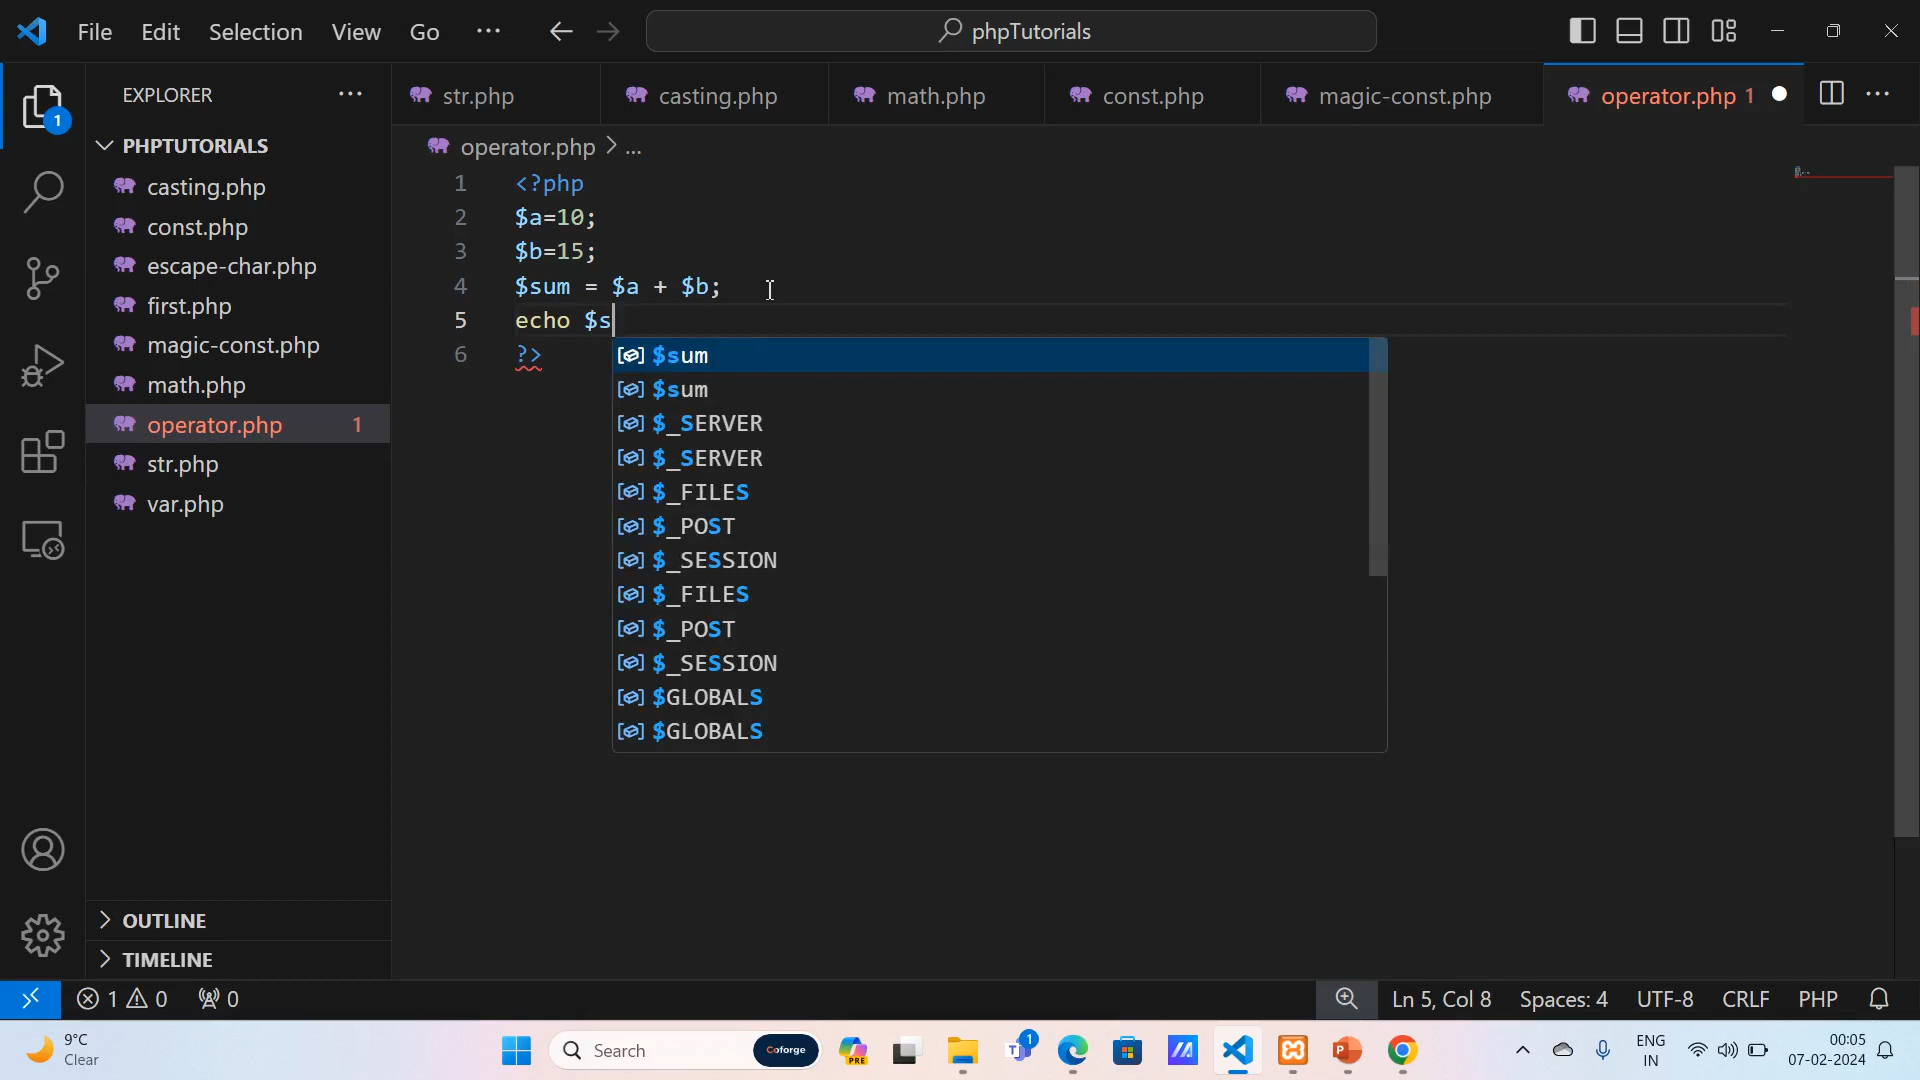 File Edit Selection View Go ··· phpTutorials
EXPLORER ···
1
PHPTUTORIALS
casting.php
const.php
escape-char.php
first.php
magic-const.php
math.php
operator.php 1
str.php
var.php
OUTLINE
TIMELINE
str.php casting.php math.php const.php magic-const.php operator.php 1
operator.php > ...
1 <?php
2 $a=10;
3 $b=15;
4 $sum = $a + $b;
5 echo $s
6 ?>
$sum
$sum
$_SERVER
$_SERVER
$_FILES
$_POST
$_SESSION
$_FILES
$_POST
$_SESSION
$GLOBALS
$GLOBALS
1 0 0 Ln 5, Col 8 Spaces: 4 UTF-8 CRLF PHP
9°C
Clear
Search Coforge
PRE
1
ENG
IN
00:05
07-02-2024